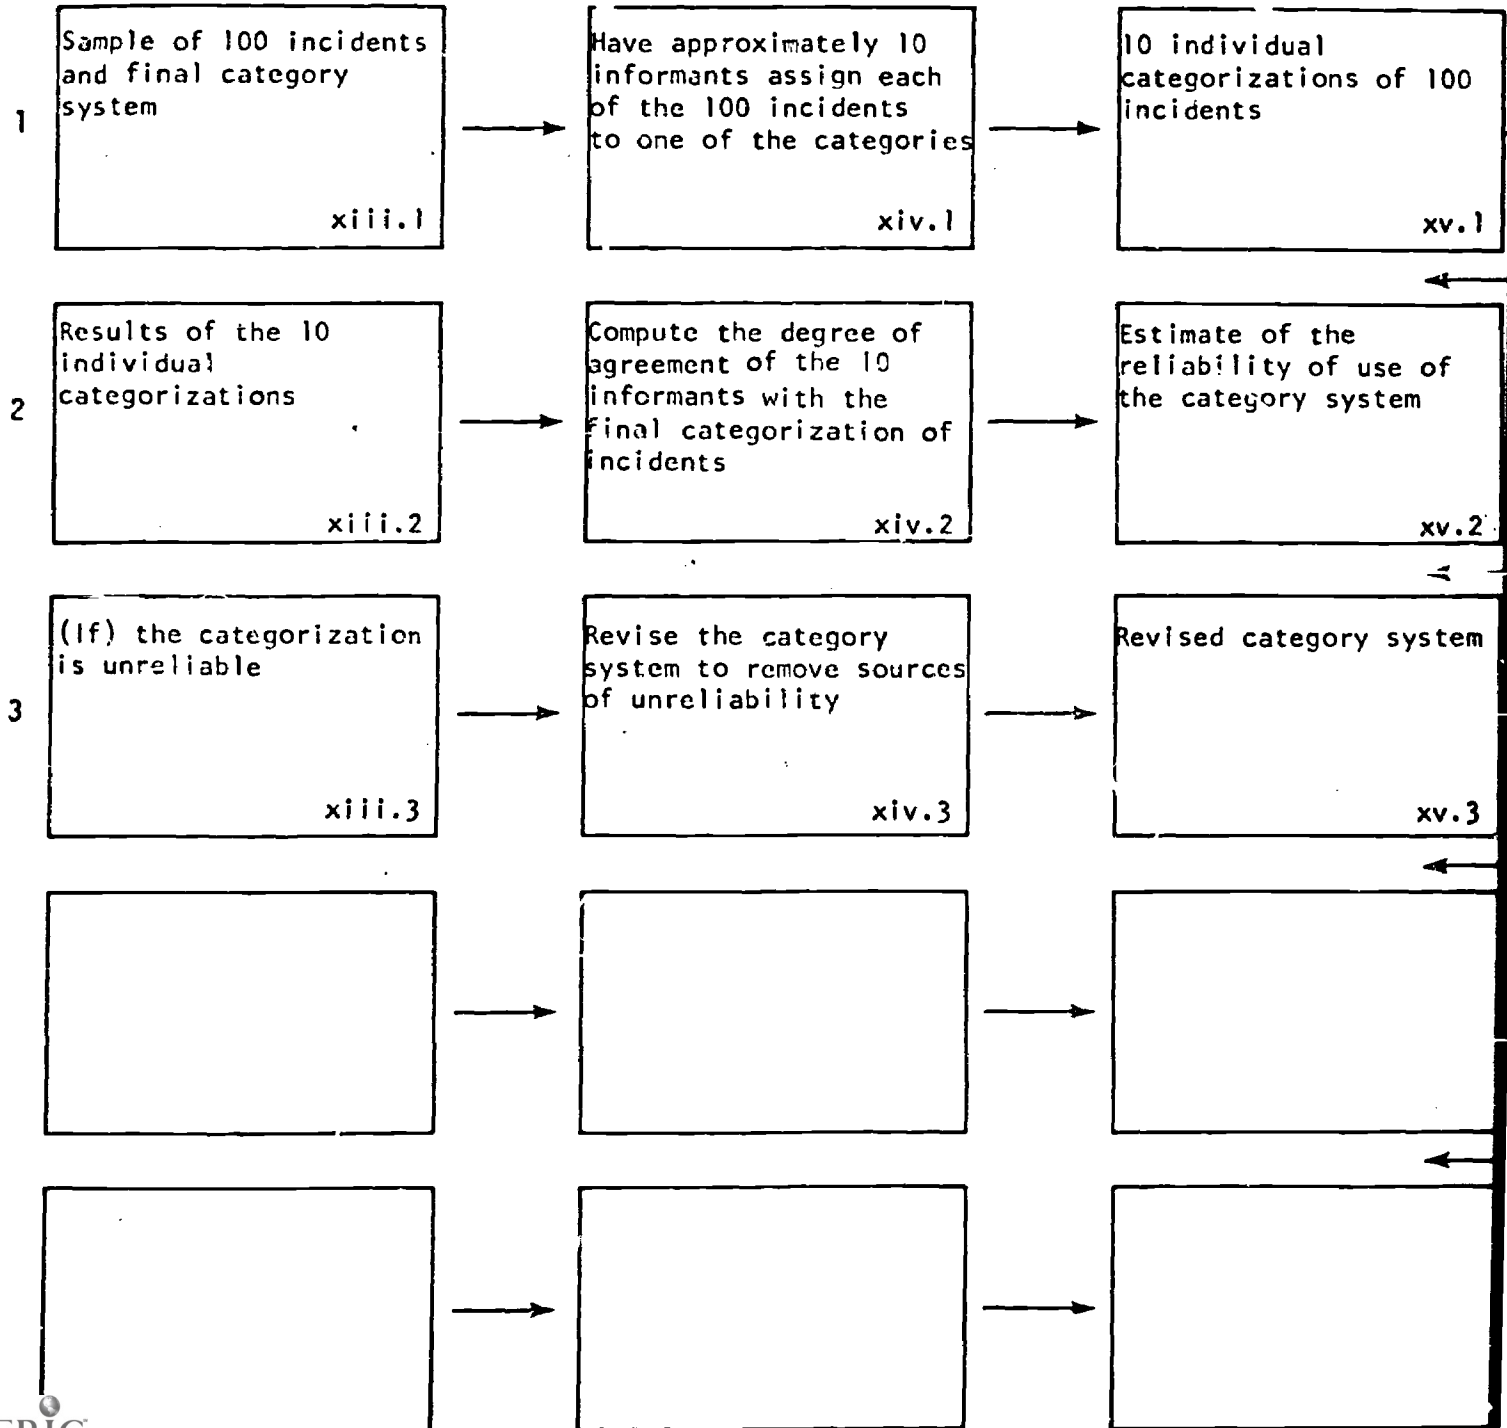 1
Sample of 100 incidents
and final category
system
xiii.1
Have approximately 10
informants assign each
of the 100 incidents
to one of the categories
xiv.1
10 individual
categorizations of 100
incidents
xv.1
2
Results of the 10
individual
categorizations
xiii.2
Compute the degree of
agreement of the 10
informants with the
final categorization of
incidents
xiv.2
Estimate of the
reliability of use of
the category system
xv.2
3
(If) the categorization
is unreliable
xiii.3
Revise the category
system to remove sources
of unreliability
xiv.3
Revised category system
xv.3